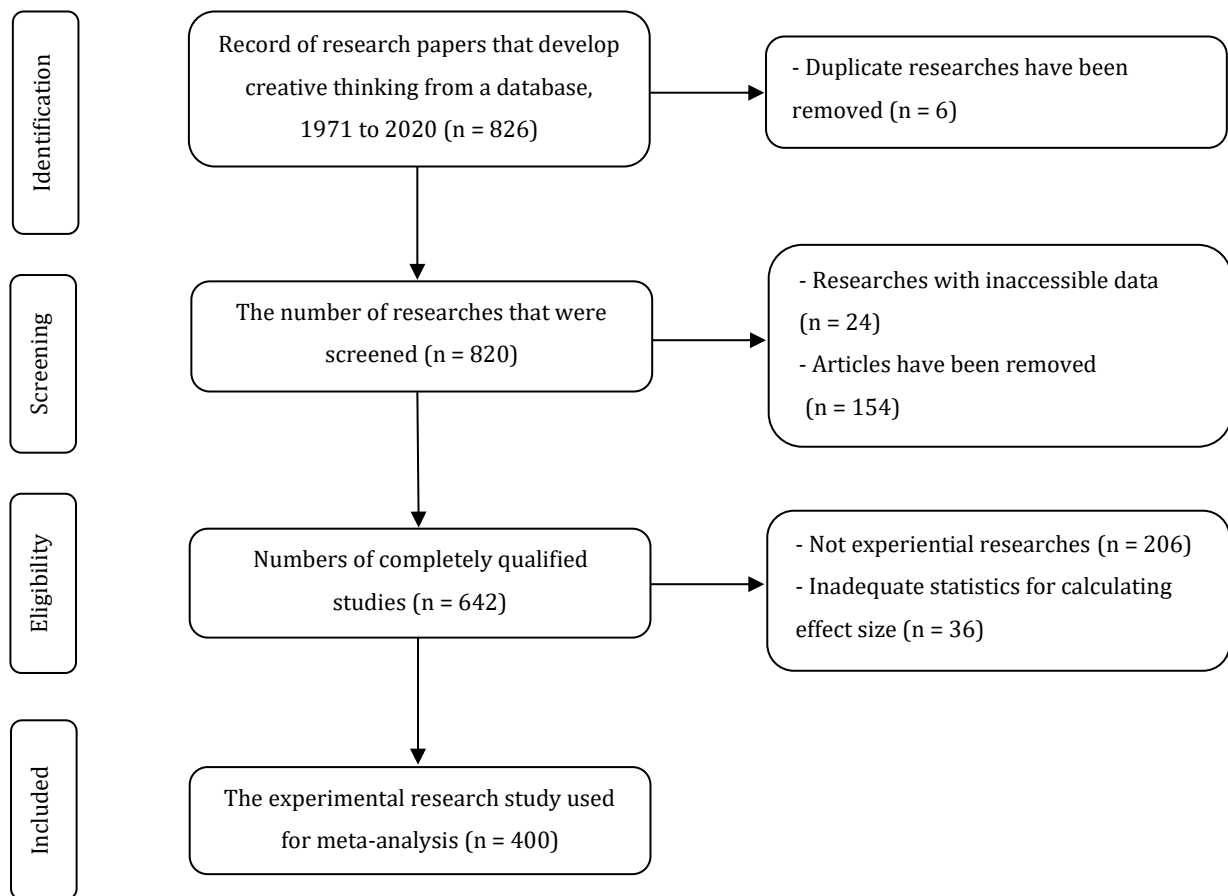 Identification
Record of research papers that develop
creative thinking from a database,
1971 to 2020 (n = 826)
- Duplicate researches have been
removed (n = 6)
Screening
The number of researches that were
screened (n = 820)
- Researches with inaccessible data
(n = 24)
- Articles have been removed
(n = 154)
Eligibility
Numbers of completely qualified
studies (n = 642)
- Not experiential researches (n = 206)
- Inadequate statistics for calculating
effect size (n = 36)
Included
The experimental research study used
for meta-analysis (n = 400)